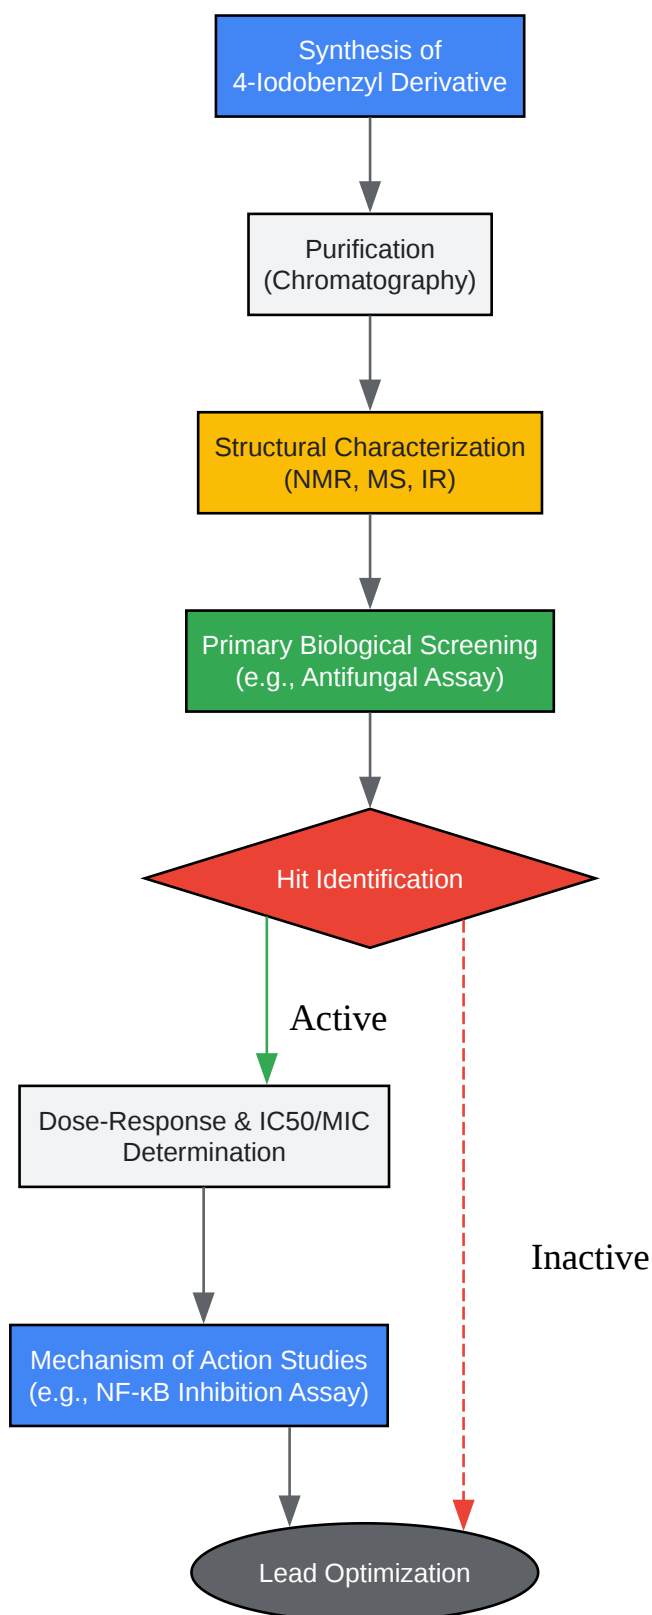 Synthesis of
4-Iodobenzyl Derivative
Purification
(Chromatography)
Structural Characterization
(NMR, MS, IR)
Primary Biological Screening
(e.g., Antifungal Assay)
Hit Identification
Active
Dose-Response & IC50/MIC
Determination
Inactive
Mechanism of Action Studies
(e.g., NF-κB Inhibition Assay)
Lead Optimization